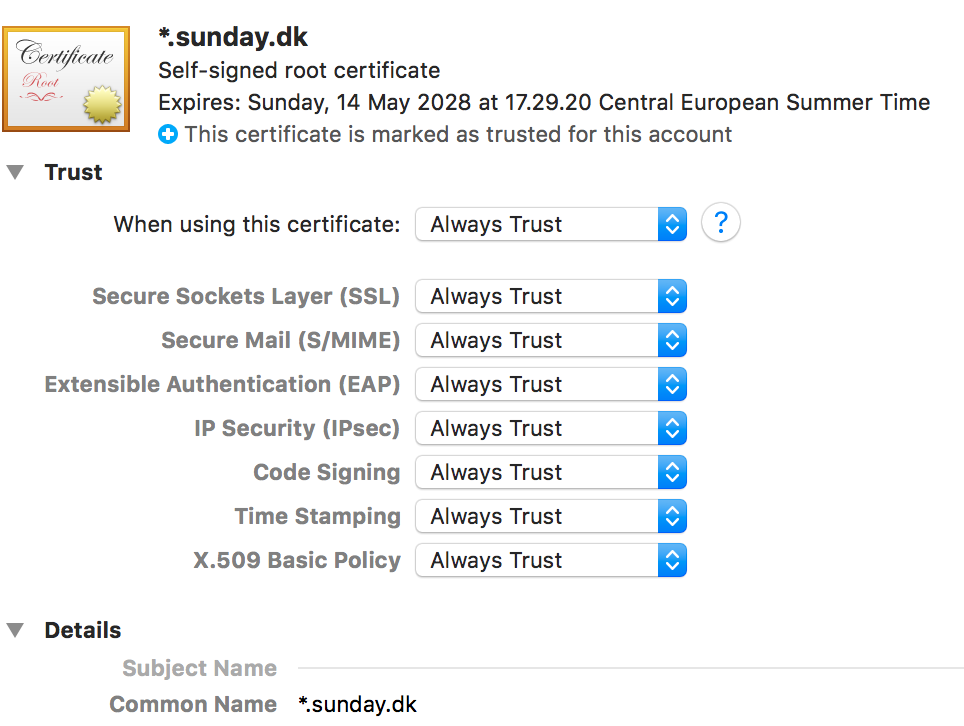 *.sunday.dk
Certificate
Root
Self-signed root certificate
Expires: Sunday, 14 May 2028 at 17.29.20 Central European Summer Time
This certificate is marked as trusted for this account
Trust
When using this certificate: Always Trust ?
Secure Sockets Layer (SSL) Always Trust
Secure Mail (S/MIME) Always Trust
Extensible Authentication (EAP) Always Trust
IP Security (IPsec) Always Trust
Code Signing Always Trust
Time Stamping Always Trust
X.509 Basic Policy Always Trust
Details
Subject Name
Common Name *.sunday.dk